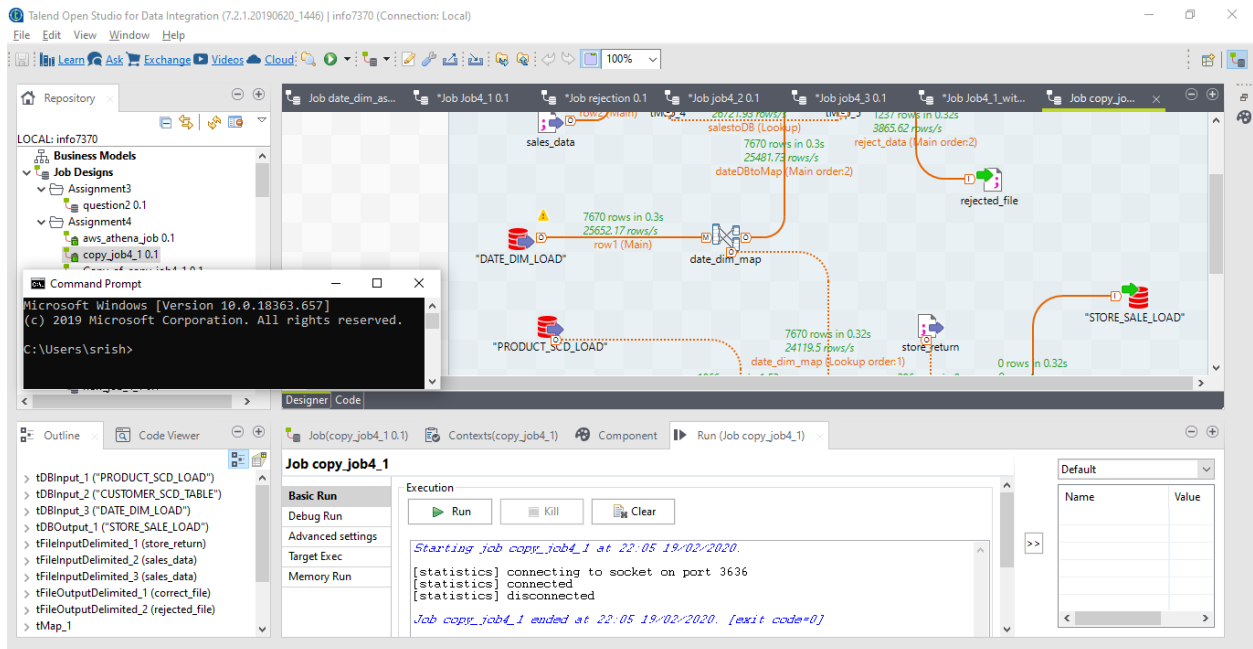 Talend Open Studio for Data Integration (7.2.1.20190620_1446) | info7370 (Connection: Local)
File Edit View Window Help
Learn Ask Exchange Videos Cloud 100%
Repository
LOCAL: info7370
Business Models
Job Designs
Assignment3
question2 0.1
Assignment4
aws_athena_job 0.1
copy_job4_1 0.1
Command Prompt
Microsoft Windows [Version 10.0.18363.657]
(c) 2019 Microsoft Corporation. All rights reserved.
C:\Users\srish>
Job date_dim_as... *Job Job4_1 0.1 *Job rejection 0.1 *Job job4_2 0.1 *Job job4_3 0.1 *Job Job4_1_wit... Job copy_jo...
row2 (Main)
26721.93 rows/s
1237 rows in 0.32s
salestoDB (Lookup)
3865.62 rows/s
sales_data
7670 rows in 0.3s
reject_data (Main order:2)
25481.73 rows/s
dateDBtoMap (Main order:2)
rejected_file
7670 rows in 0.3s
25652.17 rows/s
row1 (Main)
"DATE_DIM_LOAD"
date_dim_map
"STORE_SALE_LOAD"
"PRODUCT_SCD_LOAD"
7670 rows in 0.32s
24119.5 rows/s
store_return
date_dim_map (Lookup order:1)
0 rows in 0.32s
Designer Code
Outline Code Viewer
tDBInput_1 ("PRODUCT_SCD_LOAD")
tDBInput_2 ("CUSTOMER_SCD_TABLE")
tDBInput_3 ("DATE_DIM_LOAD")
tDBOutput_1 ("STORE_SALE_LOAD")
tFileInputDelimited_1 (store_return)
tFileInputDelimited_2 (sales_data)
tFileInputDelimited_3 (sales_data)
tFileOutputDelimited_1 (correct_file)
tFileOutputDelimited_2 (rejected_file)
tMap_1
Job(copy_job4_1 0.1) Contexts(copy_job4_1) Component Run (Job copy_job4_1)
Job copy_job4_1
Basic Run
Debug Run
Advanced settings
Target Exec
Memory Run
Execution
Run Kill Clear
Starting job copy_job4_1 at 22:05 19/02/2020.
[statistics] connecting to socket on port 3636
[statistics] connected
[statistics] disconnected
Job copy_job4_1 ended at 22:05 19/02/2020. [exit code=0]
>>
Default
Name Value